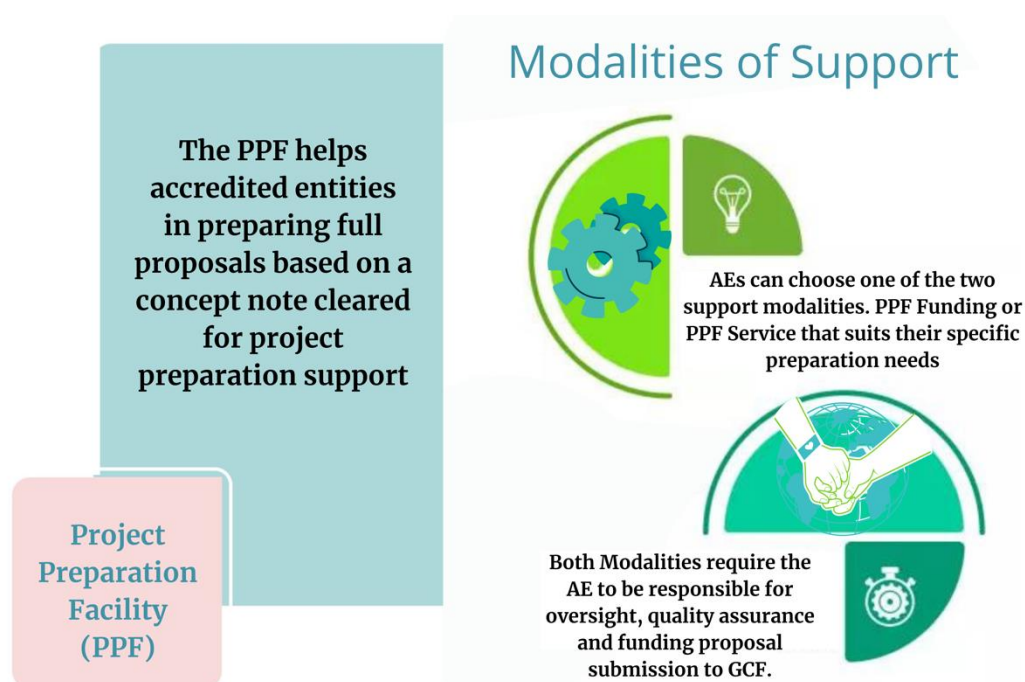 The PPF helps
accredited entities
in preparing full
proposals based on a
concept note cleared
for project
preparation support
Project
Preparation
Facility
(PPF)
Modalities of Support
AEs can choose one of the two
support modalities. PPF Funding or
PPF Service that suits their specific
preparation needs
Both Modalities require the
AE to be responsible for
oversight, quality assurance
and funding proposal
submission to GCF.